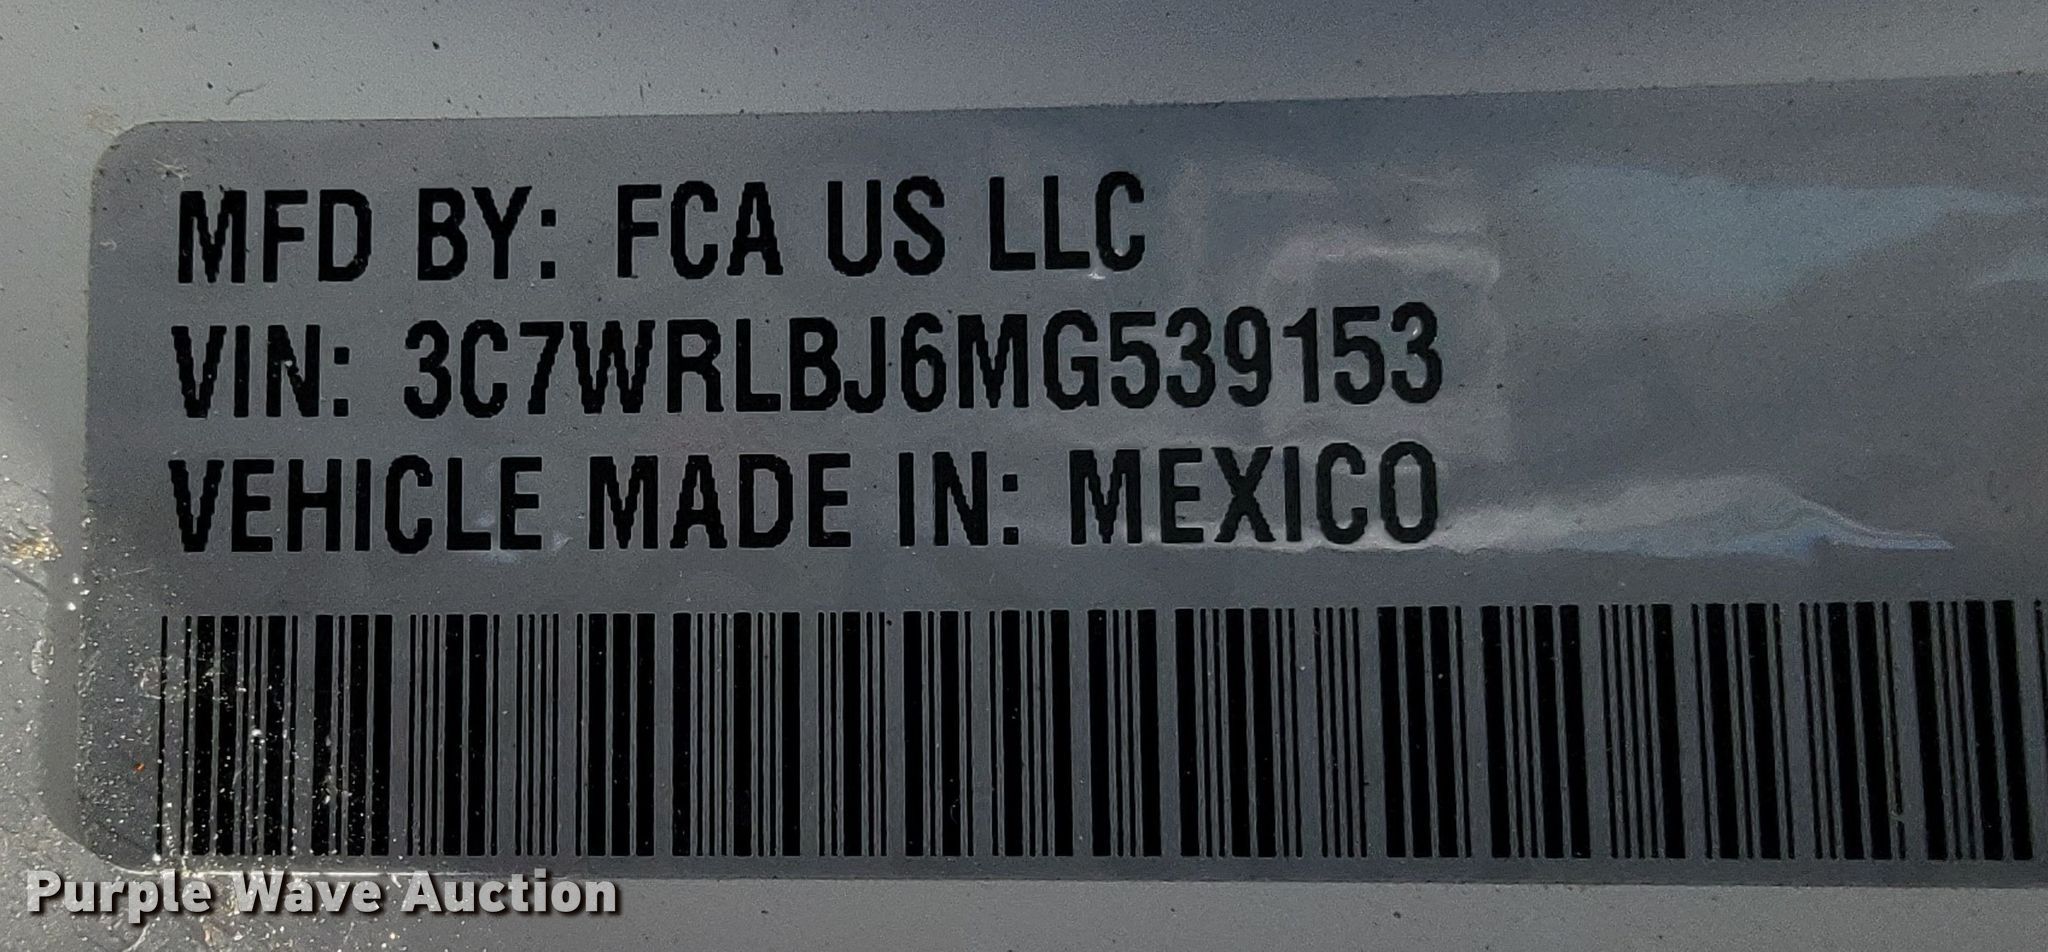 MFD BY: FCA US LLC
VIN: 3C7WRLBJ6MG539153
VEHICLE MADE IN: MEXICO
Purple Wave Auction